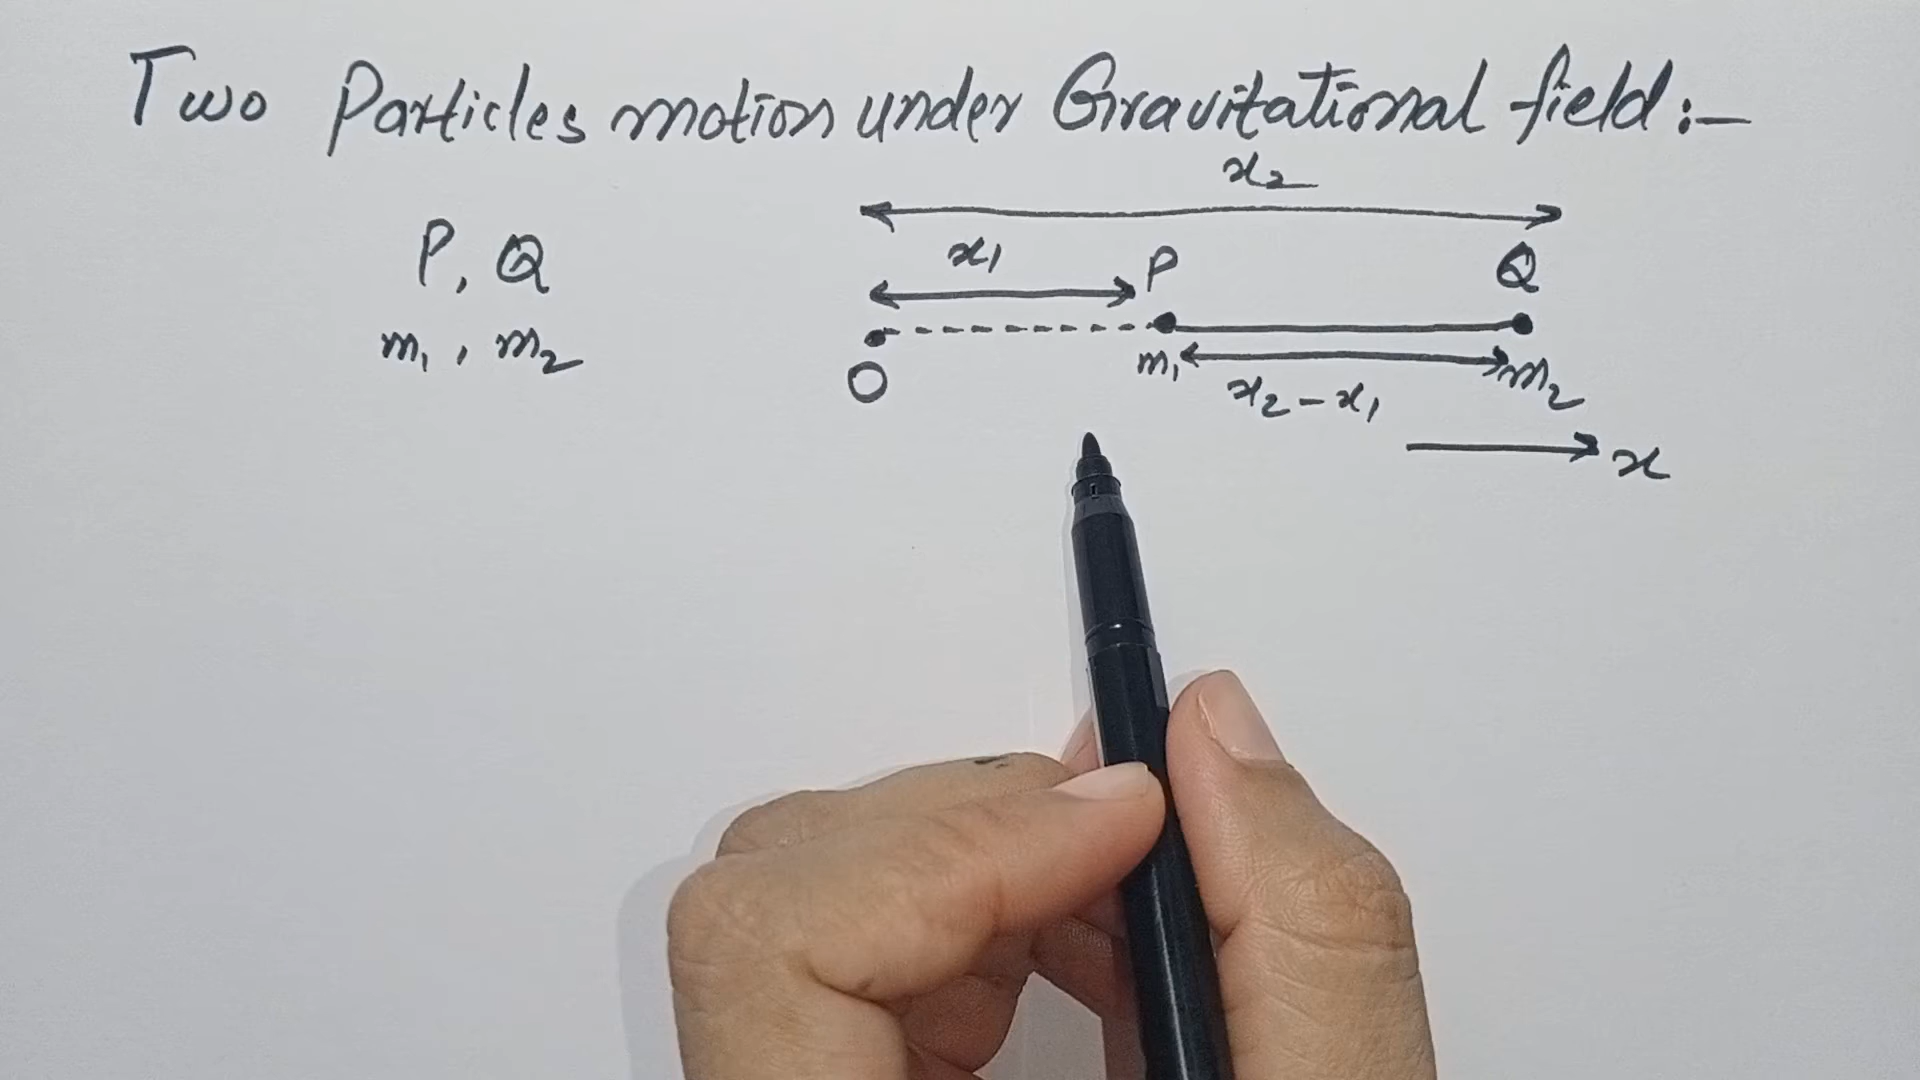 Two Particles motion under Gravitational field :-
x₂
P, Q
x₁
P
Q
m₁, m₂
O
m₁
m₂
x₂ - x₁
x